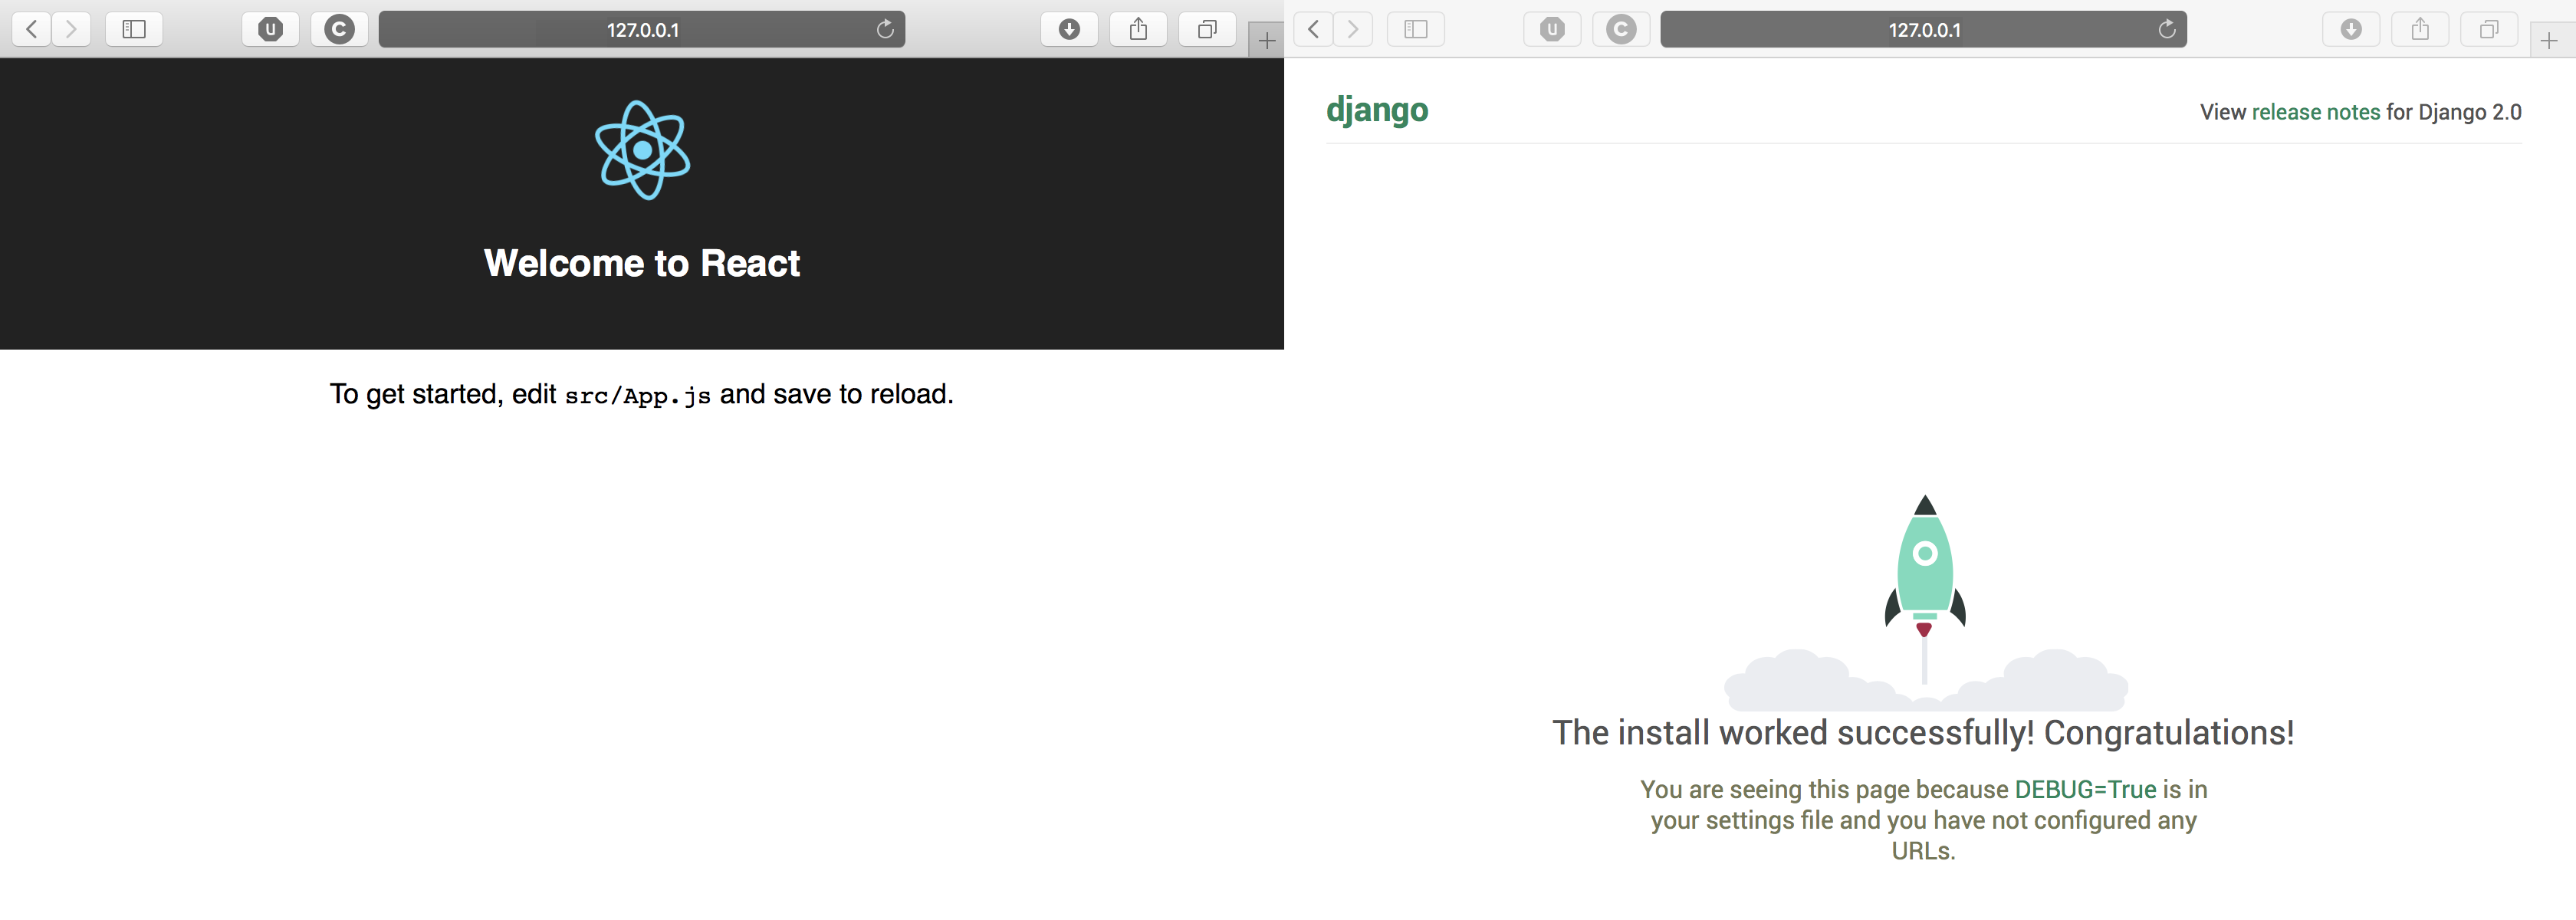 U
C
127.0.0.1
Welcome to React
To get started, edit src/App.js and save to reload.
U
C
127.0.0.1
django
View release notes for Django 2.0
The install worked successfully! Congratulations!
You are seeing this page because DEBUG=True is in
your settings file and you have not configured any
URLs.